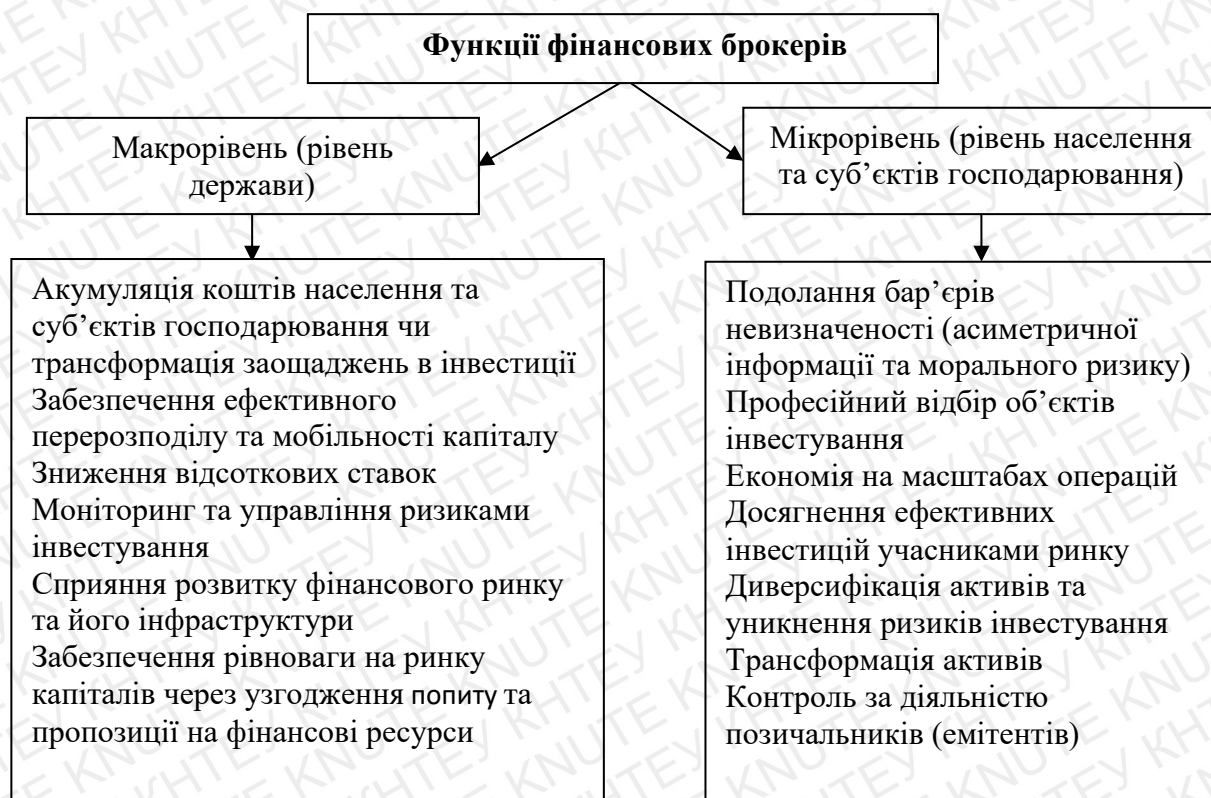 Функції фінансових брокерів
Макрорівень (рівень
держави)
Мікрорівень (рівень населення
та суб’єктів господарювання)
Акумуляція коштів населення та
суб’єктів господарювання чи
трансформація заощаджень в інвестиції
Забезпечення ефективного
перерозподілу та мобільності капіталу
Зниження відсоткових ставок
Моніторинг та управління ризиками
інвестування
Сприяння розвитку фінансового ринку
та його інфраструктури
Забезпечення рівноваги на ринку
капіталів через узгодження попиту та
пропозиції на фінансові ресурси
Подолання бар’єрів
невизначеності (асиметричної
інформації та морального ризику)
Професійний відбір об’єктів
інвестування
Економія на масштабах операцій
Досягнення ефективних
інвестицій учасниками ринку
Диверсифікація активів та
уникнення ризиків інвестування
Трансформація активів
Контроль за діяльністю
позичальників (емітентів)